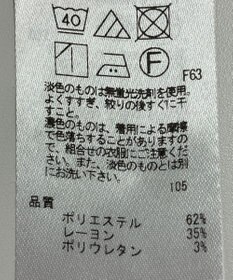 40
F
F63
淡色のものは無蛍光洗剤を使用。
よくすすぎ、絞りの後すぐに干
すこと。
濃色のものは、着用による摩擦
で色落ちすることがありますの
で、組合せの衣服にご注意くだ
さい。また、淡色のものとは別
にお洗い下さい。
105
品質
ポリエステル 62%
レーヨン 35%
ポリウレタン 3%